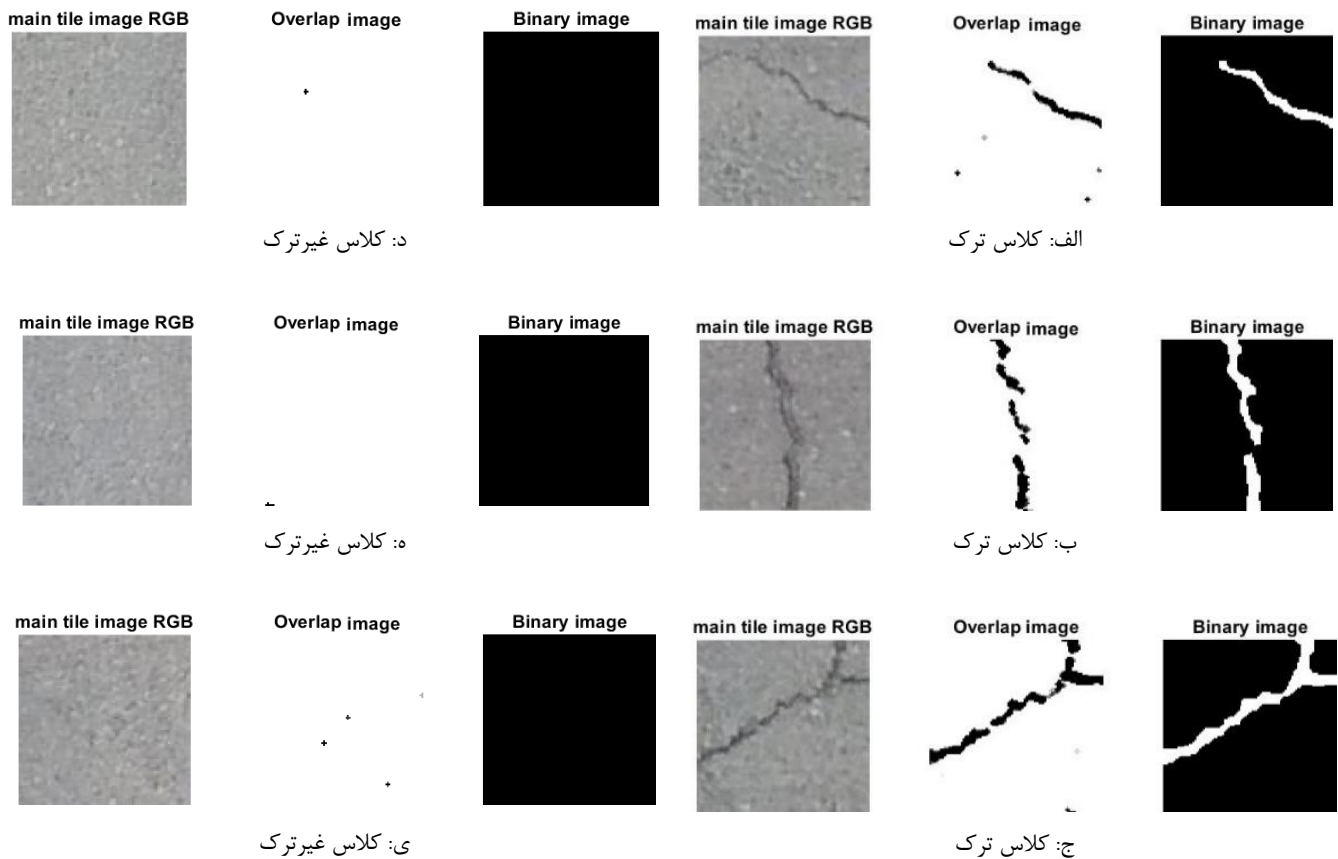 main tile image RGB Overlap image Binary image main tile image RGB Overlap image Binary image
الف: کلاس ترک
د: کلاس غیرترک
main tile image RGB Overlap image Binary image main tile image RGB Overlap image Binary image
ب: کلاس ترک
ه: کلاس غیرترک
main tile image RGB Overlap image Binary image main tile image RGB Overlap image Binary image
ج: کلاس ترک
ی: کلاس غیرترک